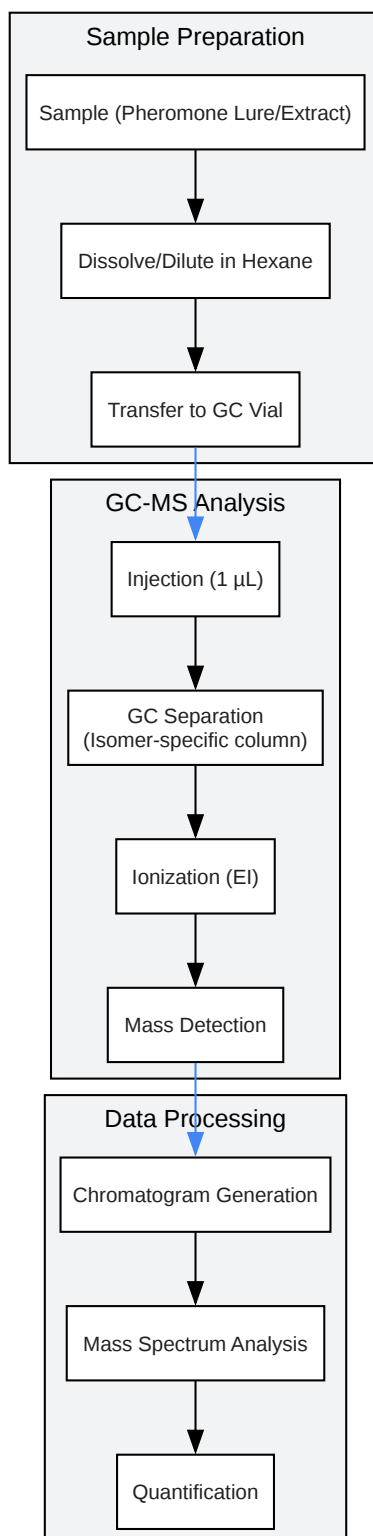 Sample Preparation
Sample (Pheromone Lure/Extract)
Dissolve/Dilute in Hexane
Transfer to GC Vial
GC-MS Analysis
Injection (1 µL)
GC Separation
(Isomer-specific column)
Ionization (EI)
Mass Detection
Data Processing
Chromatogram Generation
Mass Spectrum Analysis
Quantification